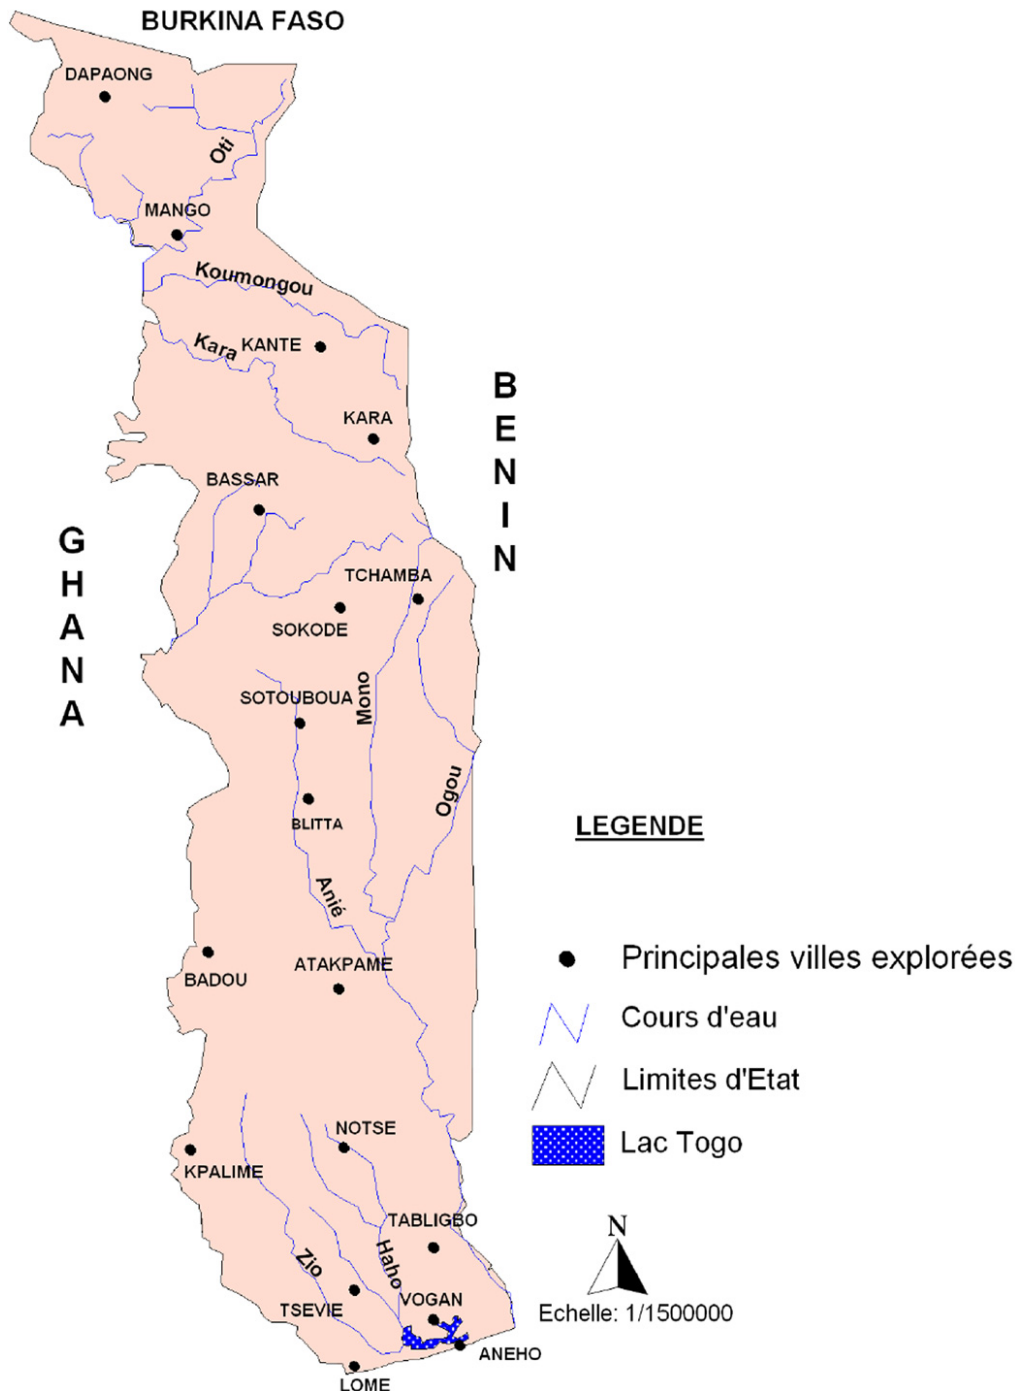 BURKINA FASO
DAPAONG
Oti
MANGO
Koumongou
Kara
KANTE
BENIN
KARA
BASSAR
GHANA
TCHAMBA
SOKODE
SOTOUBOUA
Mono
Ogou
BLITTA
Anié
BADOU
ATAKPAME
NOTSE
KPALIME
TABLIGBO
Haho
Zio
TSEVIE
VOGAN
ANEHO
LOME
LEGENDE
Principales villes explorées
Cours d'eau
Limites d'Etat
Lac Togo
N
Echelle: 1/1500000